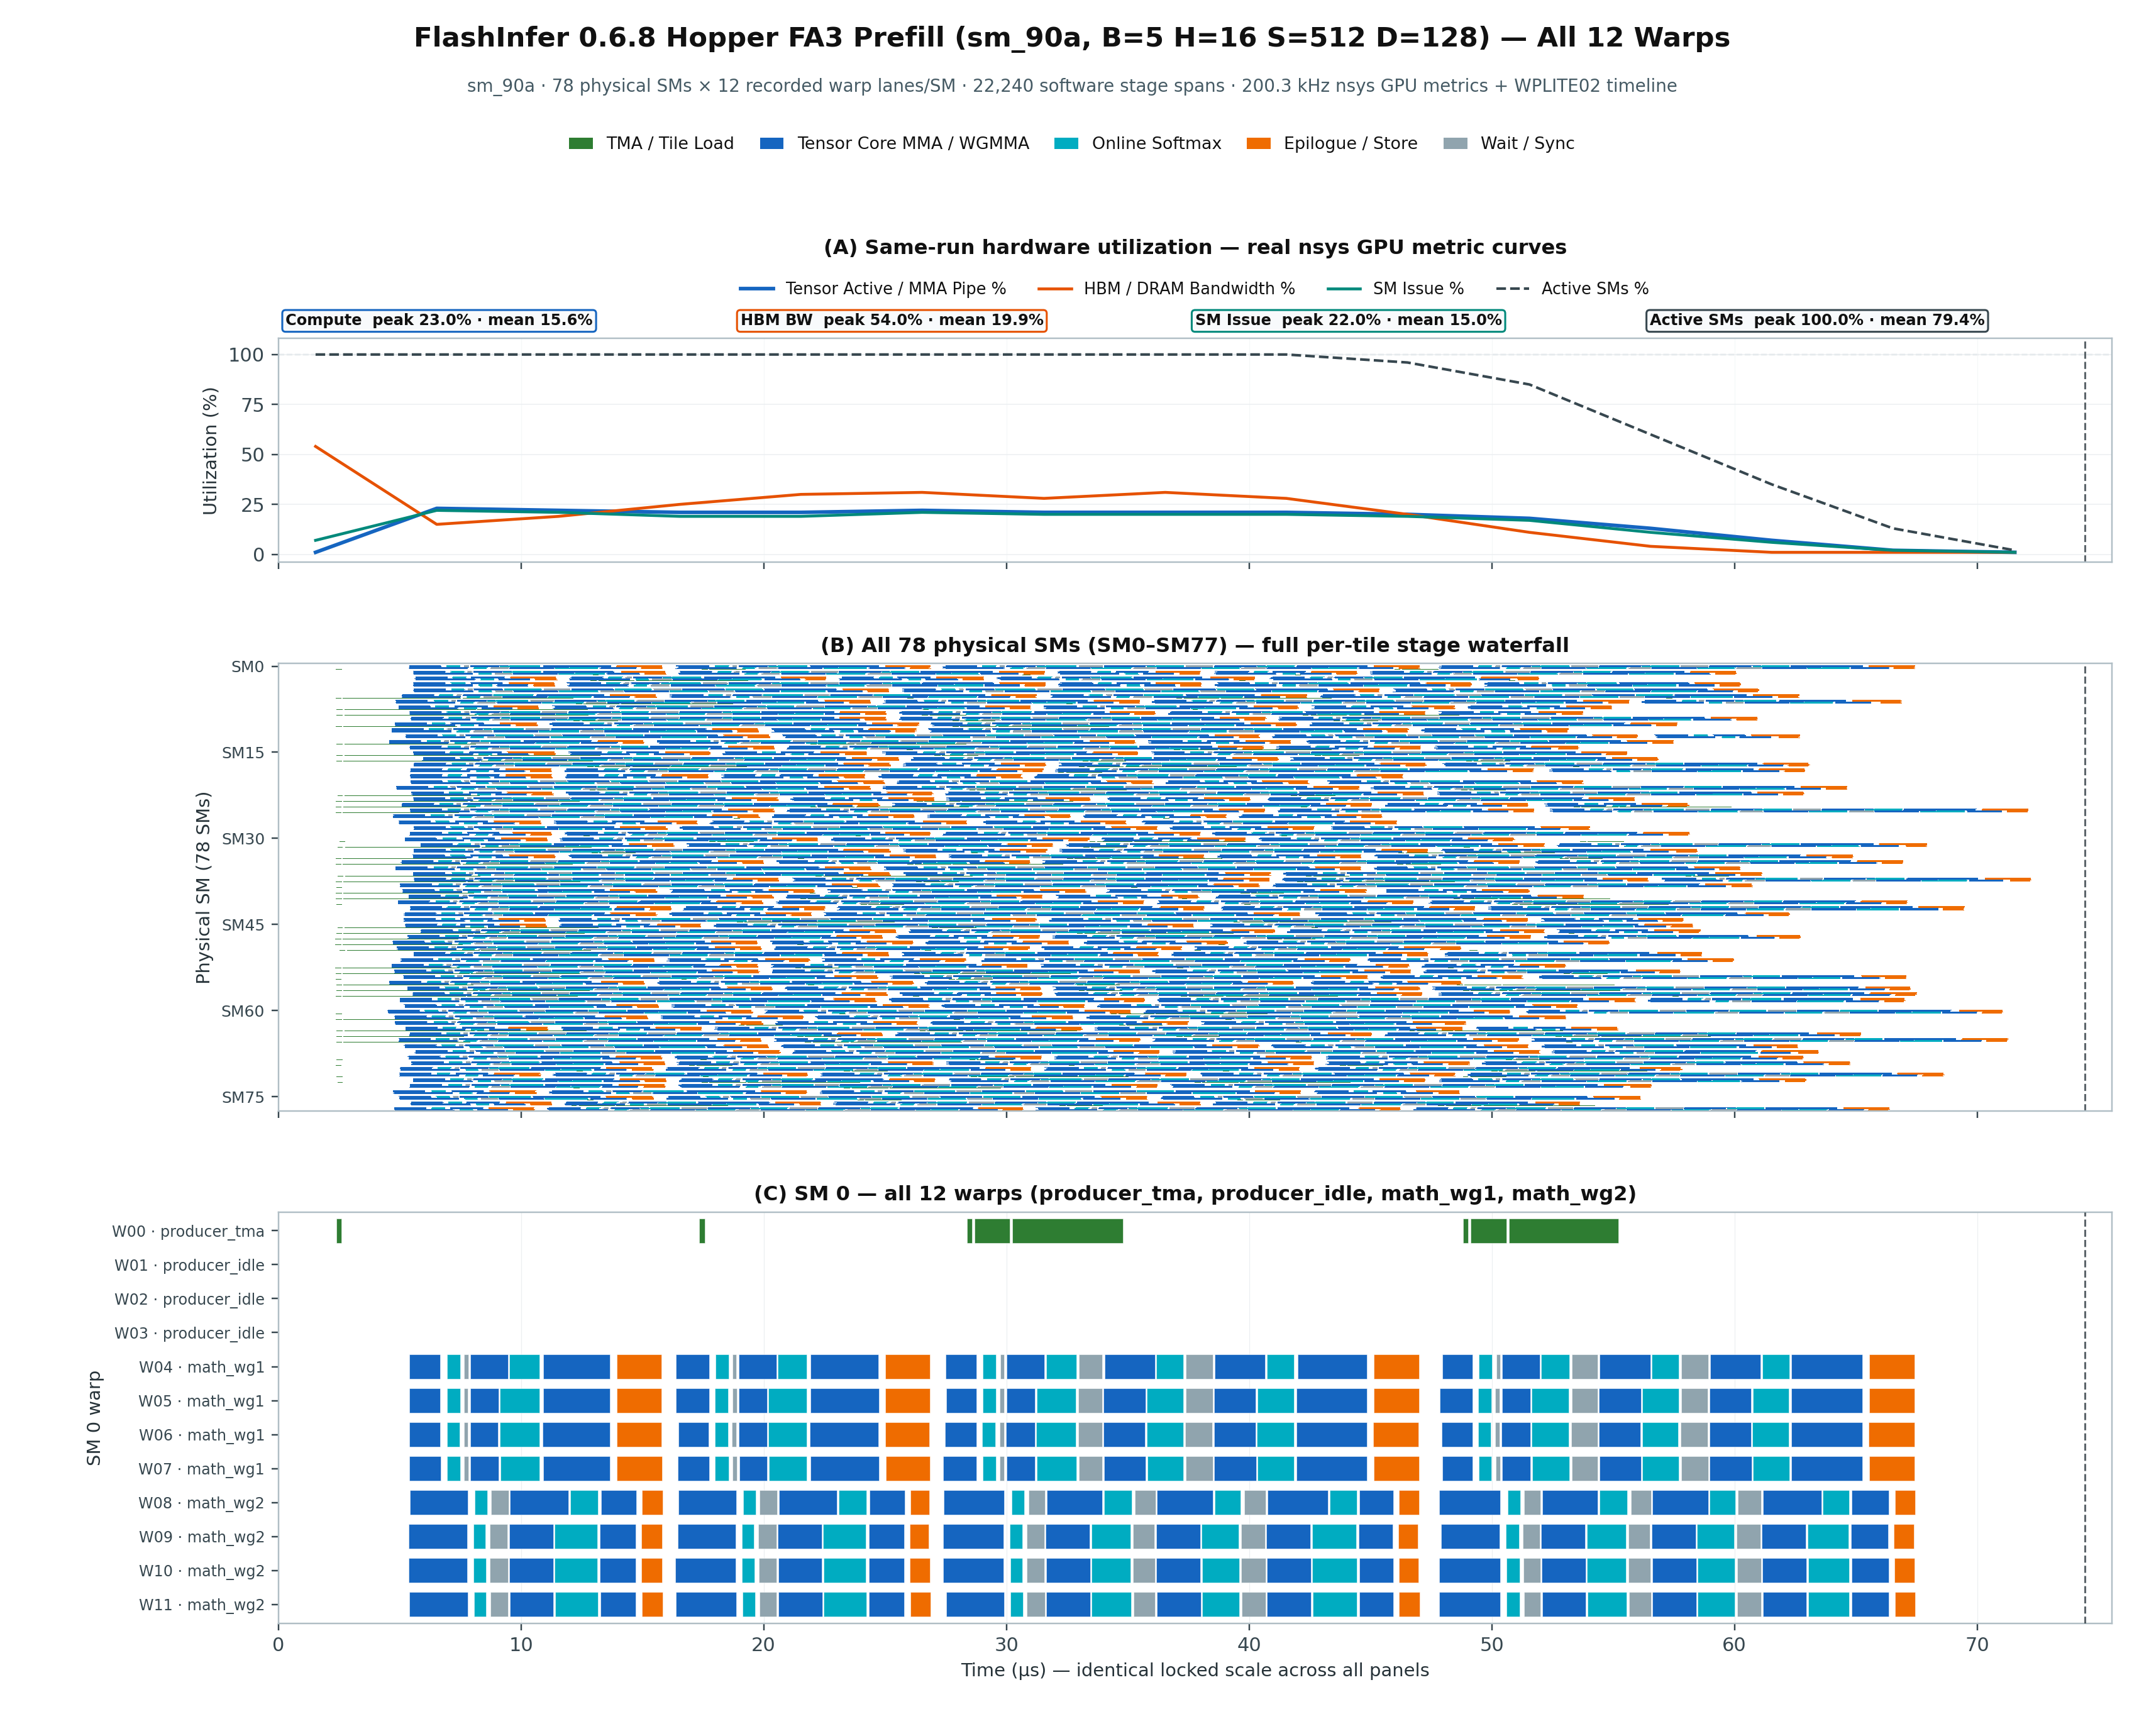 FlashInfer 0.6.8 Hopper FA3 Prefill (sm_90a, B=5 H=16 S=512 D=128) — All 12 Warps
sm_90a · 78 physical SMs × 12 recorded warp lanes/SM · 22,240 software stage spans · 200.3 kHz nsys GPU metrics + WPLITE02 timeline
TMA / Tile Load
Tensor Core MMA / WGMMA
Online Softmax
Epilogue / Store
Wait / Sync
(A) Same-run hardware utilization — real nsys GPU metric curves
Tensor Active / MMA Pipe %
HBM / DRAM Bandwidth %
SM Issue %
Active SMs %
Compute  peak 23.0% · mean 15.6%
HBM BW  peak 54.0% · mean 19.9%
SM Issue  peak 22.0% · mean 15.0%
Active SMs  peak 100.0% · mean 79.4%
Utilization (%)
100
75
50
25
0
(B) All 78 physical SMs (SM0–SM77) — full per-tile stage waterfall
Physical SM (78 SMs)
SM0
SM15
SM30
SM45
SM60
SM75
(C) SM 0 — all 12 warps (producer_tma, producer_idle, math_wg1, math_wg2)
SM 0 warp
W00 · producer_tma
W01 · producer_idle
W02 · producer_idle
W03 · producer_idle
W04 · math_wg1
W05 · math_wg1
W06 · math_wg1
W07 · math_wg1
W08 · math_wg2
W09 · math_wg2
W10 · math_wg2
W11 · math_wg2
0
10
20
30
40
50
60
70
Time (μs) — identical locked scale across all panels